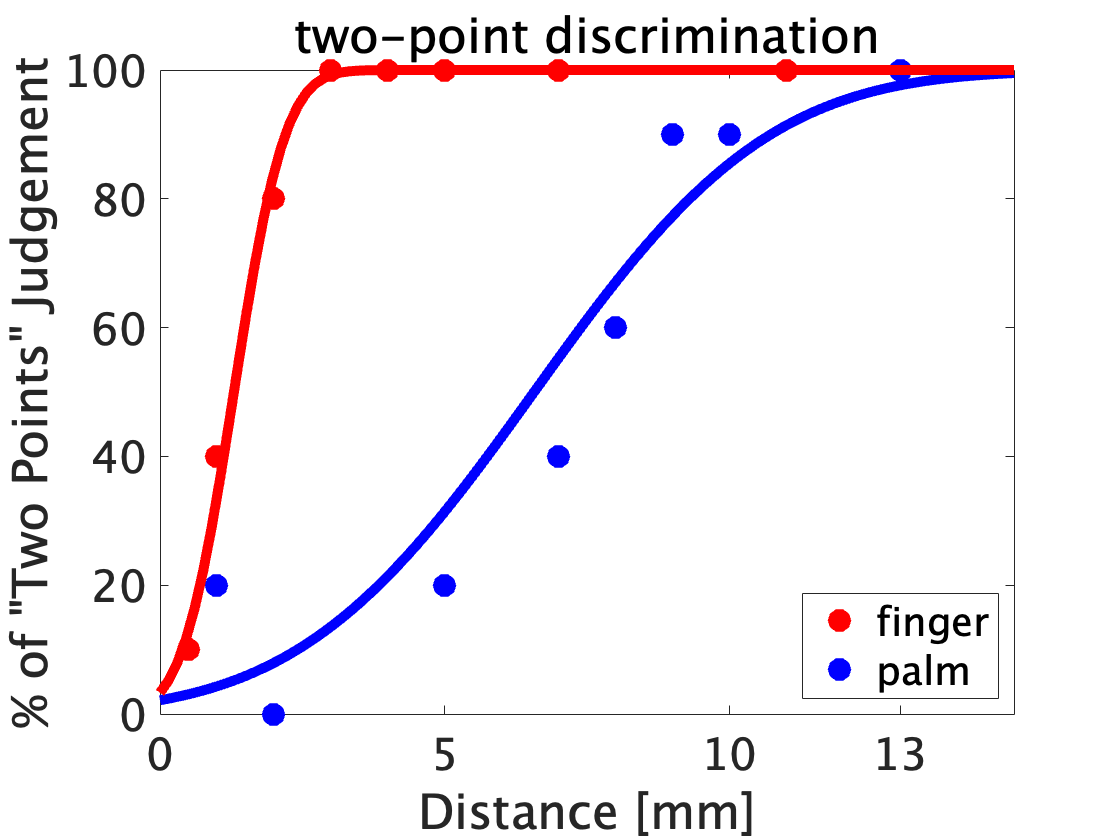 two-point discrimination
% of "Two Points" Judgement
100
80
60
40
20
0
0
5
10
13
Distance [mm]
finger
palm